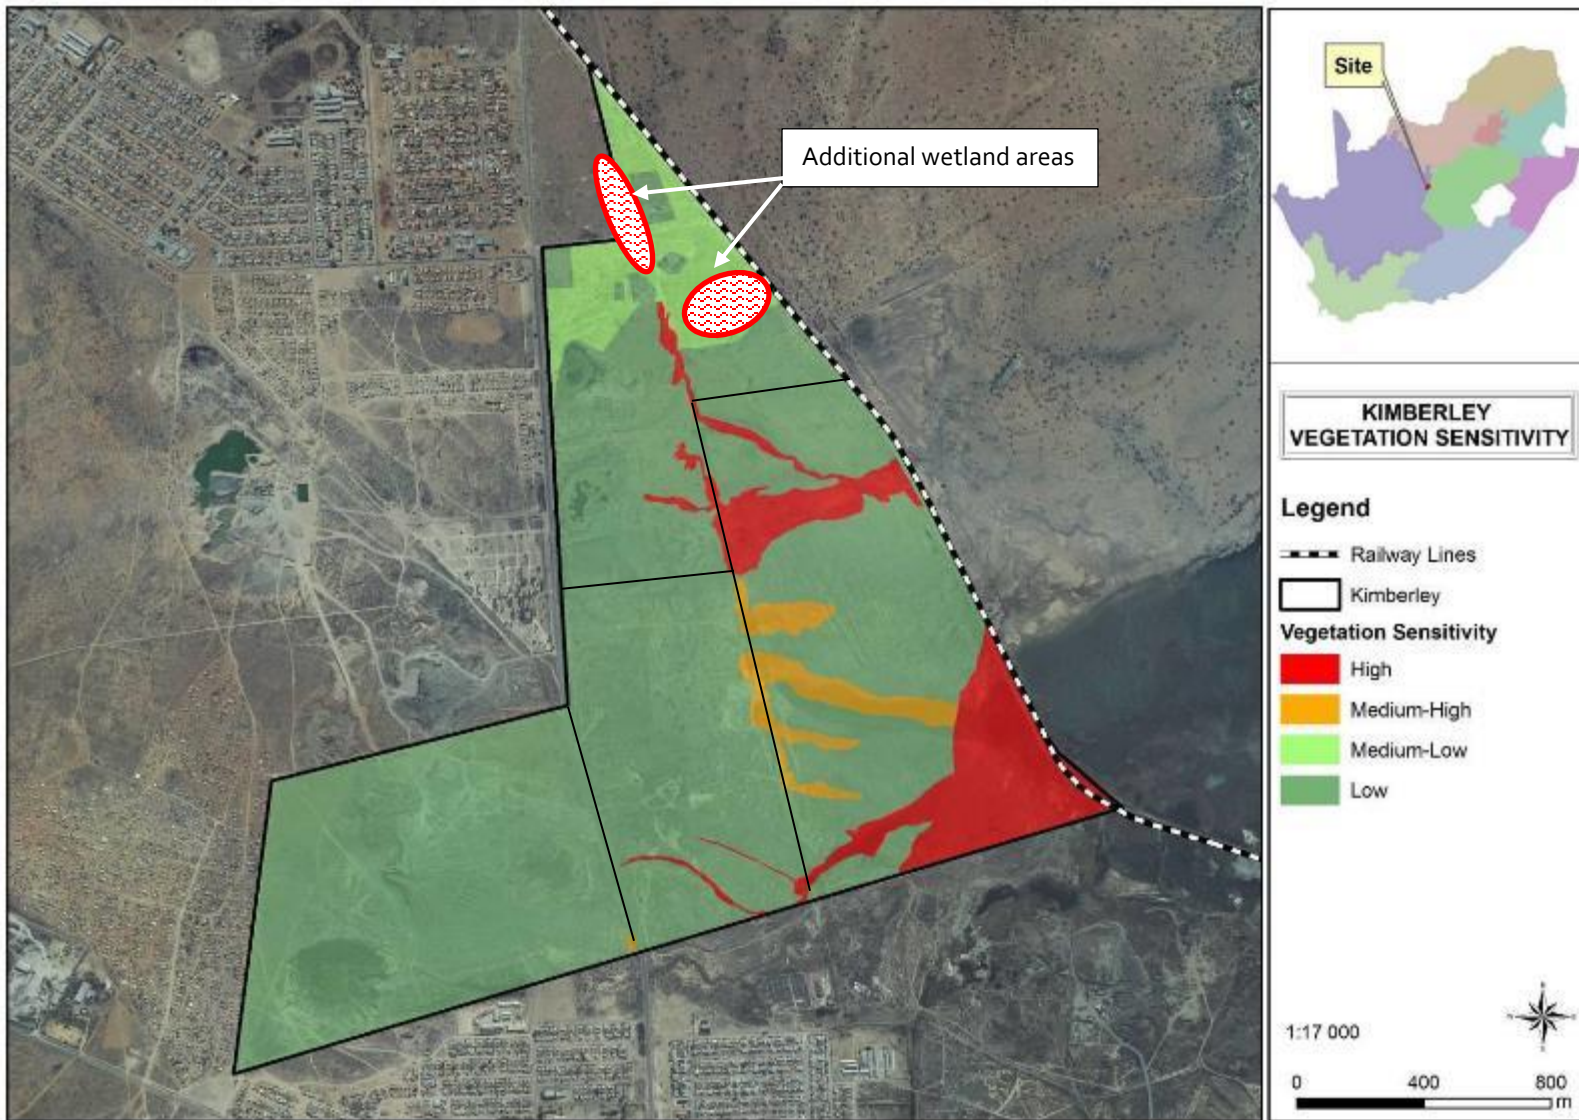 Additional wetland areas
Site
KIMBERLEY
VEGETATION SENSITIVITY
Legend
Railway Lines
Kimberley
Vegetation Sensitivity
High
Medium-High
Medium-Low
Low
1:17 000
0 400 800
m